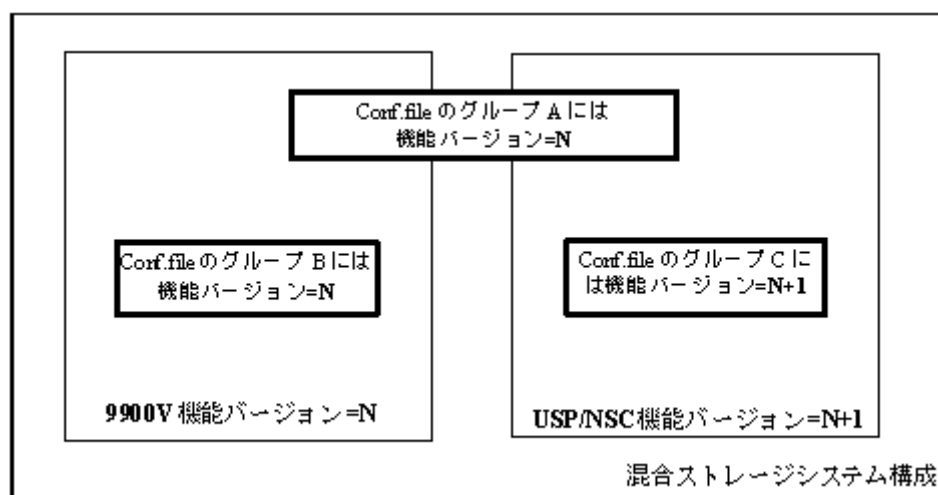 Conf.file のグループ A には
機能バージョン=N
Conf.file のグループ B には
機能バージョン=N
Conf.file のグループ C に
は機能バージョン=N+1
9900V 機能バージョン=N
USP/NSC 機能バージョン=N+1
混合ストレージシステム構成